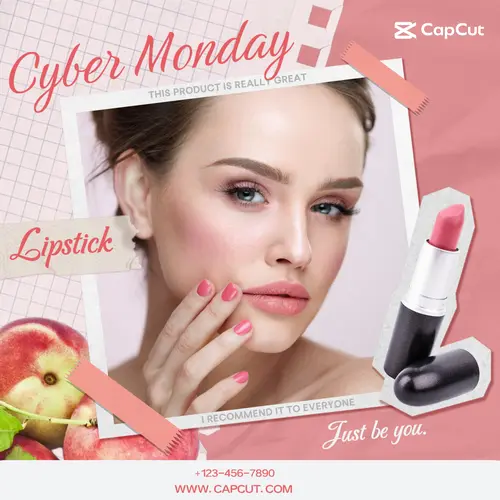 CapCut
Cyber Monday
THIS PRODUCT IS REALLY GREAT
Lipstick
I RECOMMEND IT TO EVERYONE
Just be you.
+123-456-7890
WWW.CAPCUT.COM